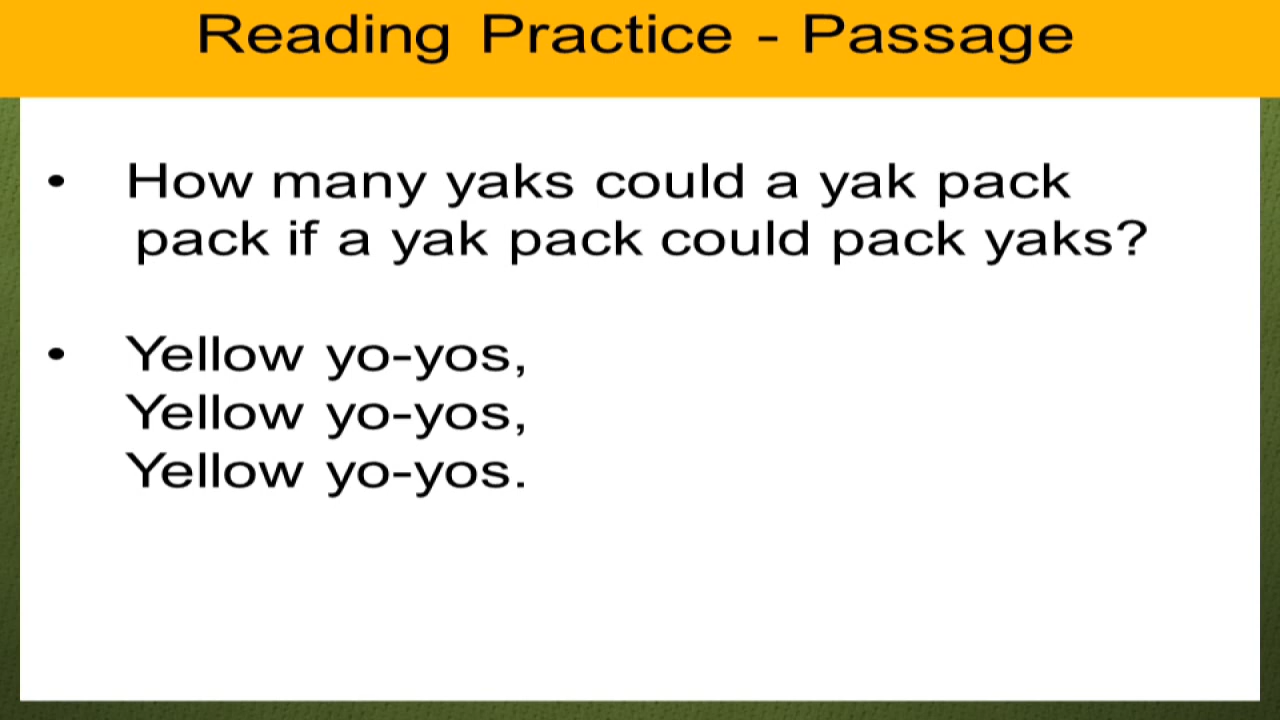 Reading Practice - Passage
• How many yaks could a yak pack
pack if a yak pack could pack yaks?
• Yellow yo-yos,
Yellow yo-yos,
Yellow yo-yos.